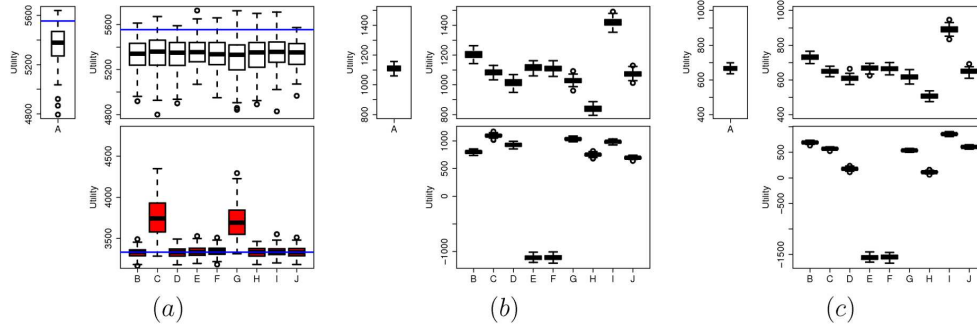 Utility
4800 5200 5600
A
Utility
4800 5200 5600
Utility
3500 4000 4500
B C D E F G H I J
(a)
Utility
800 1000 1200 1400
A
Utility
800 1000 1200 1400
Utility
-1000 0 500 1000
B C D E F G H I J
(b)
Utility
400 600 800 1000
A
Utility
400 600 800 1000
Utility
-1500 -500 0 500
B C D E F G H I J
(c)